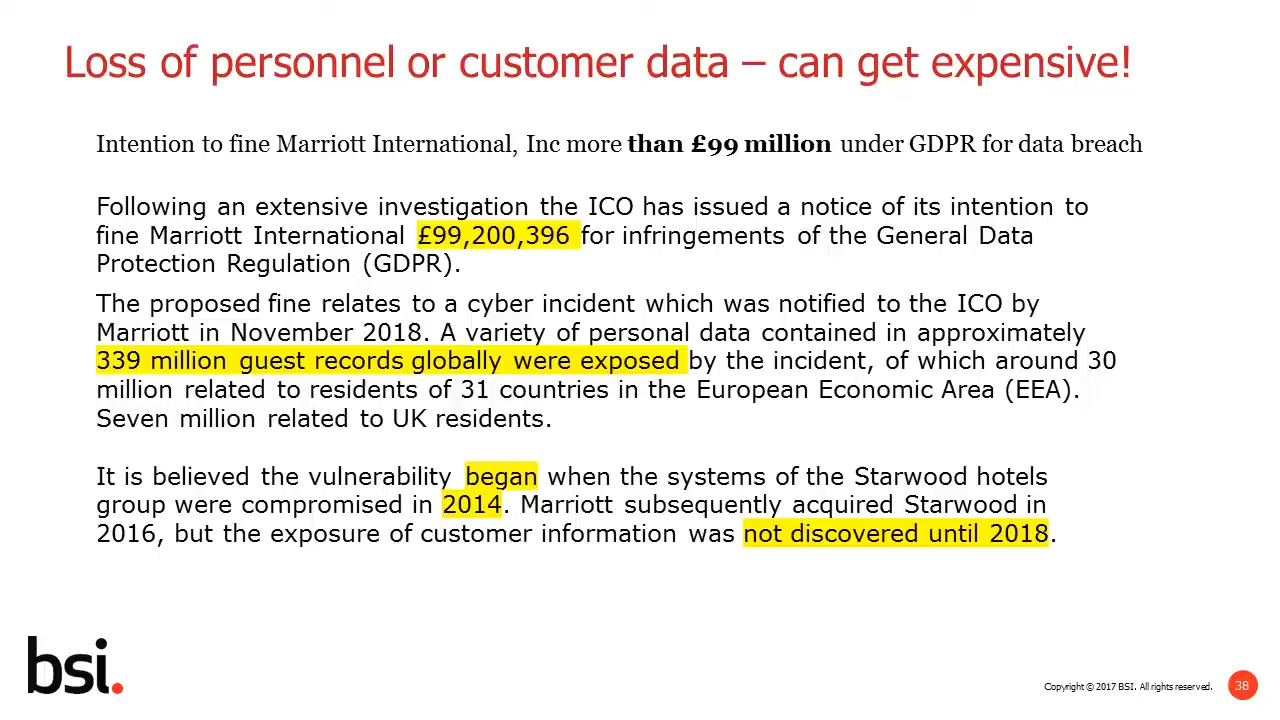 Loss of personnel or customer data – can get expensive!
Intention to fine Marriott International, Inc more than £99 million under GDPR for data breach
Following an extensive investigation the ICO has issued a notice of its intention to
fine Marriott International £99,200,396 for infringements of the General Data
Protection Regulation (GDPR).
The proposed fine relates to a cyber incident which was notified to the ICO by
Marriott in November 2018. A variety of personal data contained in approximately
339 million guest records globally were exposed by the incident, of which around 30
million related to residents of 31 countries in the European Economic Area (EEA).
Seven million related to UK residents.
It is believed the vulnerability began when the systems of the Starwood hotels
group were compromised in 2014. Marriott subsequently acquired Starwood in
2016, but the exposure of customer information was not discovered until 2018.
bsi.
Copyright © 2017 BSI. All rights reserved.
38